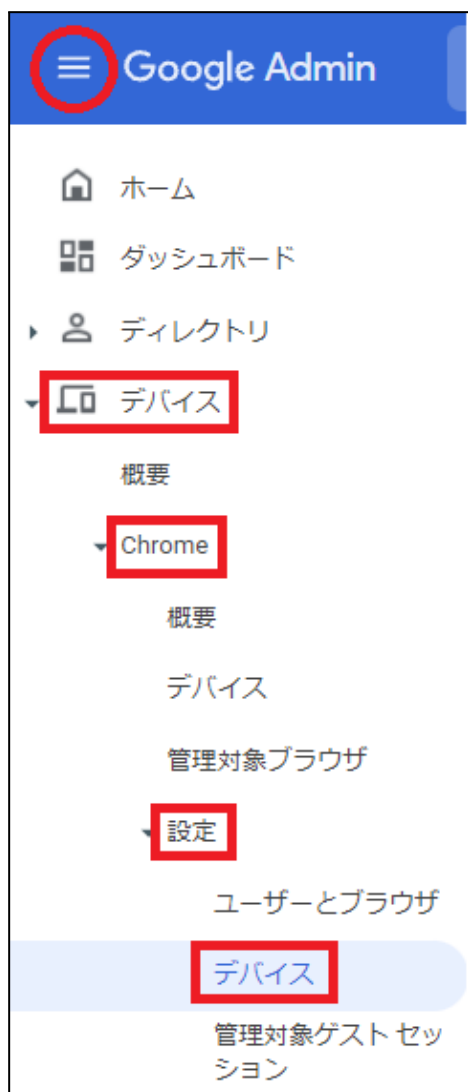 Google Admin
ホーム
ダッシュボード
ディレクトリ
デバイス
概要
Chrome
概要
デバイス
管理対象ブラウザ
設定
ユーザーとブラウザ
デバイス
管理対象ゲスト セッ
ション